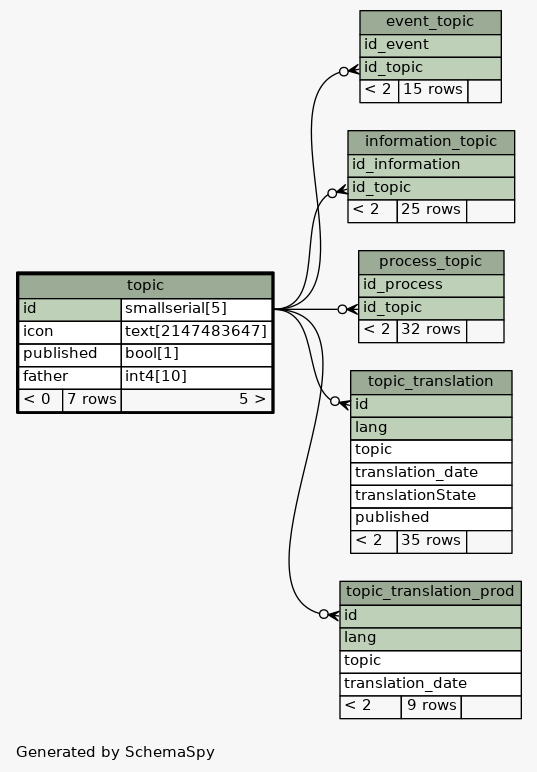 event_topic
id_event
id_topic
< 2 15 rows
information_topic
id_information
id_topic
< 2 25 rows
process_topic
id_process
id_topic
< 2 32 rows
topic
id smallserial[5]
icon text[2147483647]
published bool[1]
father int4[10]
< 0 7 rows 5 >
topic_translation
id
lang
topic
translation_date
translationState
published
< 2 35 rows
topic_translation_prod
id
lang
topic
translation_date
< 2 9 rows
Generated by SchemaSpy